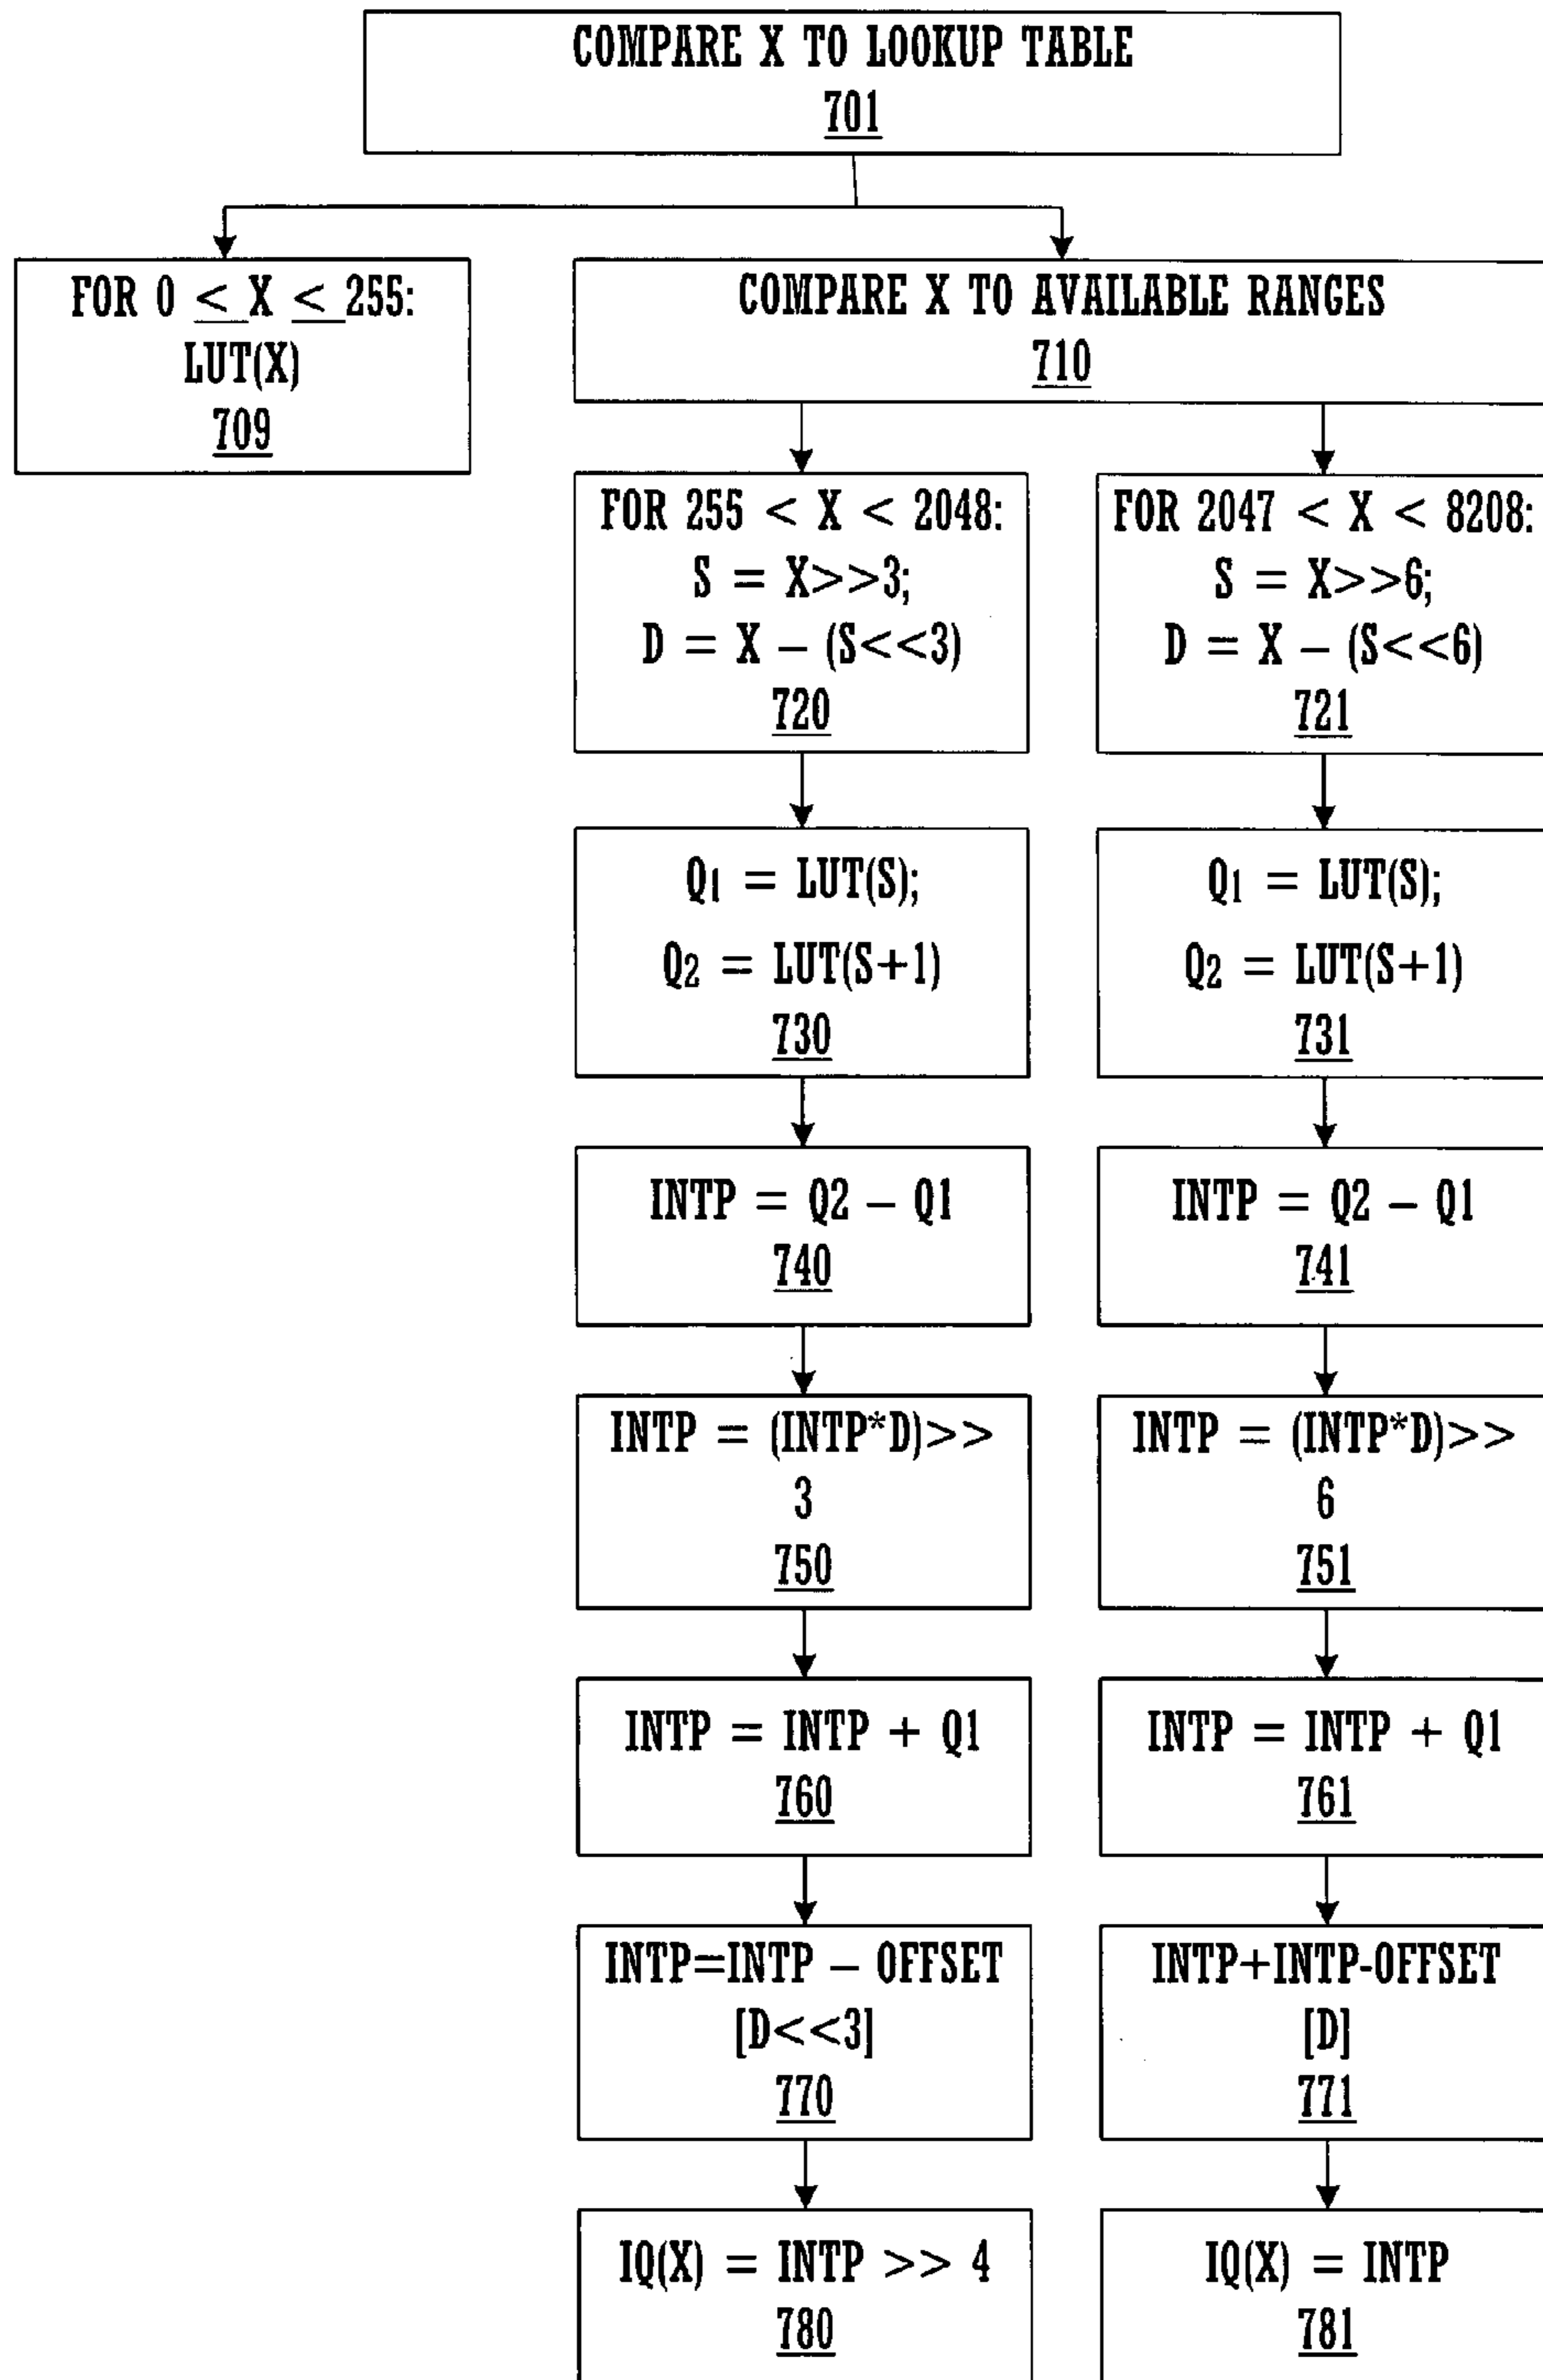 COMPARE X TO LOOKUP TABLE
701
FOR 0 < X < 255:
LUT(X)
709
COMPARE X TO AVAILABLE RANGES
710
FOR 255 < X < 2048:
S = X>>3;
D = X – (S<<3)
720
FOR 2047 < X < 8208:
S = X>>6;
D = X – (S<<6)
721
Q1 = LUT(S);
Q2 = LUT(S+1)
730
Q1 = LUT(S);
Q2 = LUT(S+1)
731
INTP = Q2 – Q1
740
INTP = Q2 – Q1
741
INTP = (INTP*D)>>
3
750
INTP = (INTP*D)>>
6
751
INTP = INTP + Q1
760
INTP = INTP + Q1
761
INTP=INTP – OFFSET
[D<<3]
770
INTP+INTP-OFFSET
[D]
771
IQ(X) = INTP >> 4
780
IQ(X) = INTP
781